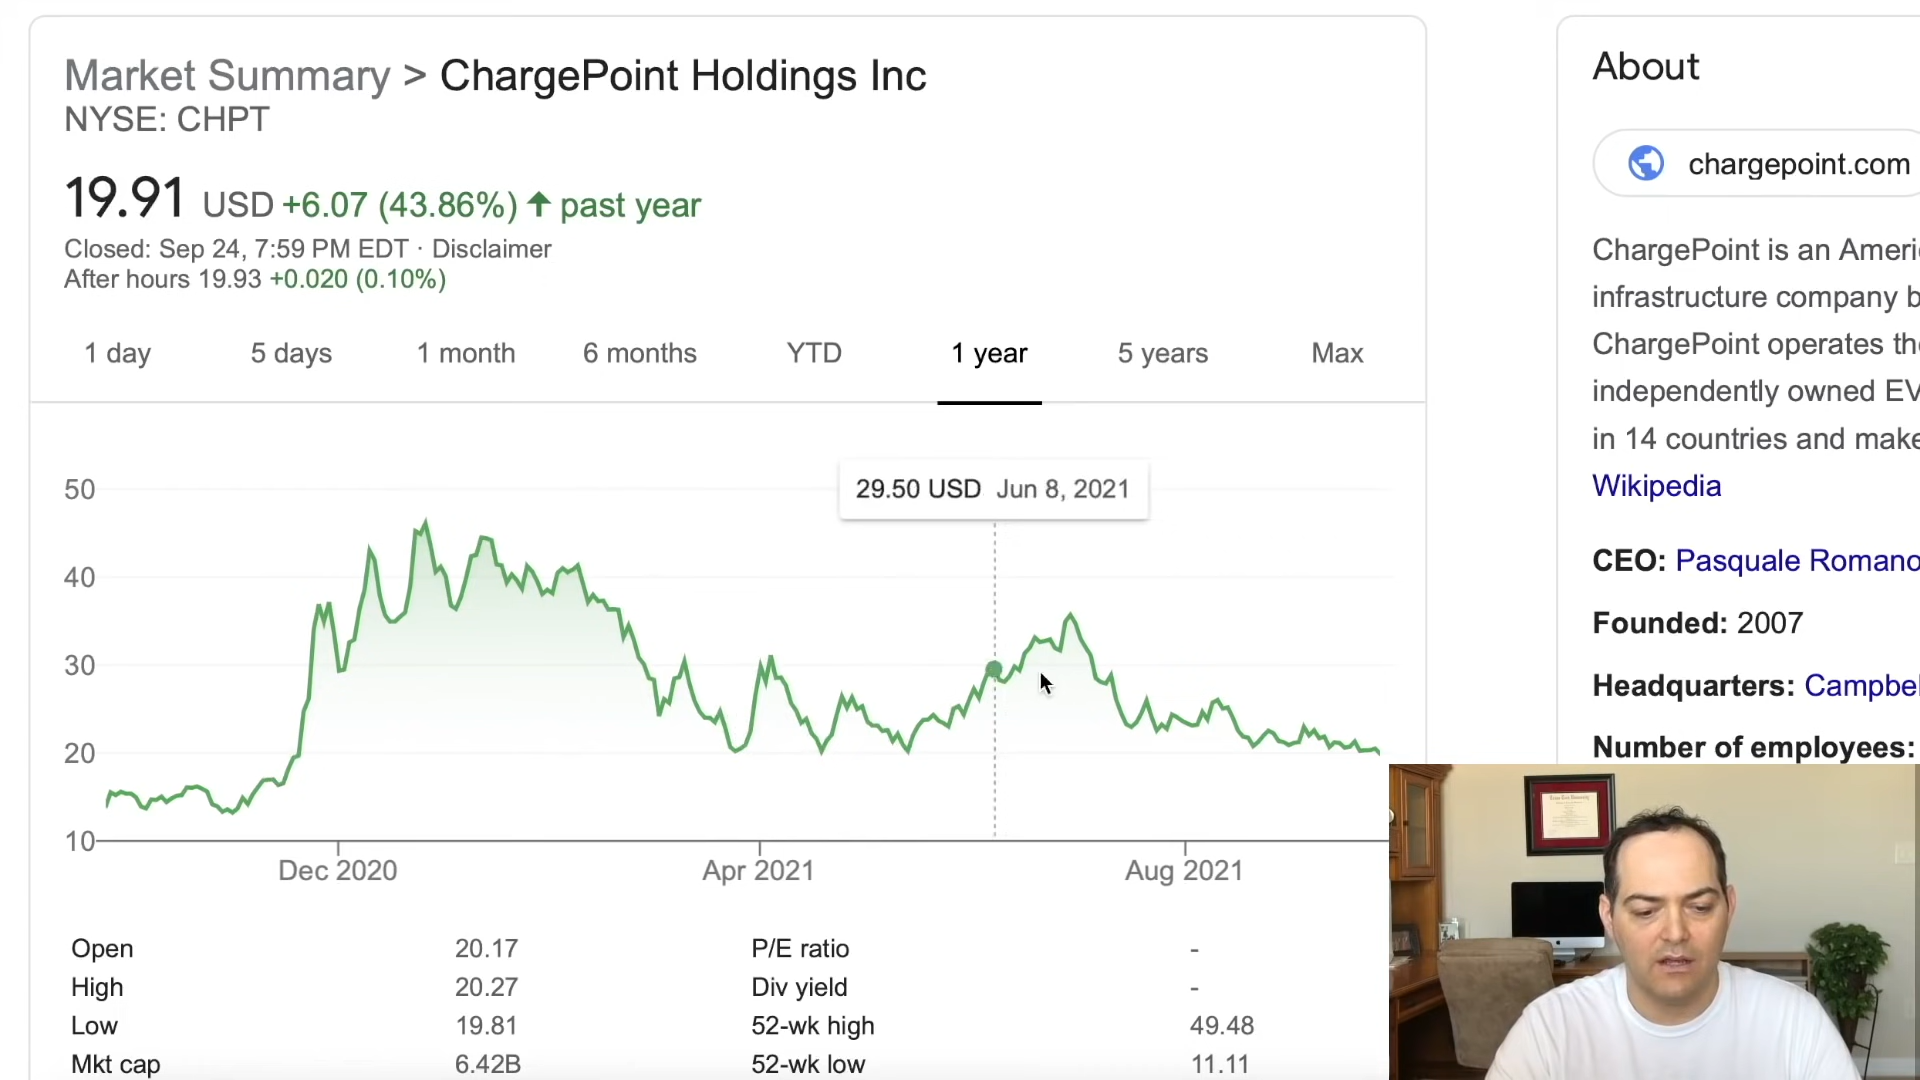 Market Summary > ChargePoint Holdings Inc
NYSE: CHPT
19.91 USD +6.07 (43.86%) ↑ past year
Closed: Sep 24, 7:59 PM EDT · Disclaimer
After hours 19.93 +0.020 (0.10%)
1 day 5 days 1 month 6 months YTD 1 year 5 years Max
29.50 USD Jun 8, 2021
50
40
30
20
10
Dec 2020 Apr 2021 Aug 2021
Open 20.17 P/E ratio -
High 20.27 Div yield -
Low 19.81 52-wk high 49.48
Mkt cap 6.42B 52-wk low 11.11
About
chargepoint.com
ChargePoint is an Ameri
infrastructure company b
ChargePoint operates the
independently owned EV
in 14 countries and make
Wikipedia
CEO: Pasquale Romano
Founded: 2007
Headquarters: Campbel
Number of employees: